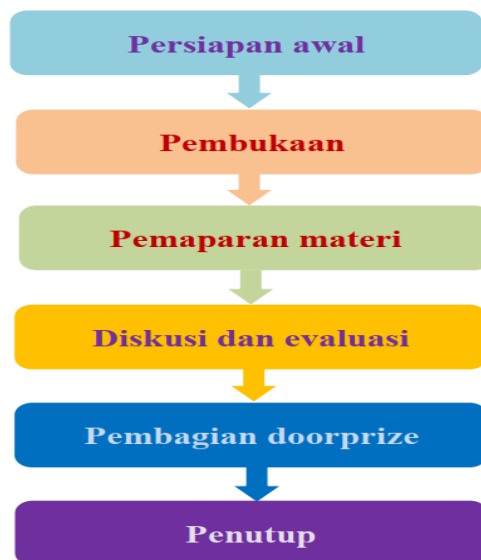 Persiapan awal
Pembukaan
Pemaparan materi
Diskusi dan evaluasi
Pembagian doorprize
Penutup